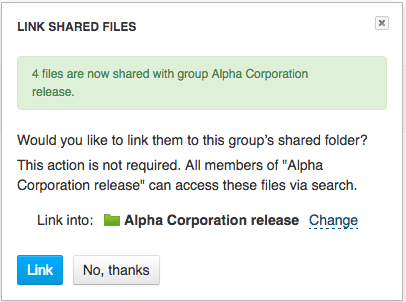 LINK SHARED FILES
4 files are now shared with group Alpha Corporation
release.
Would you like to link them to this group's shared folder?
This action is not required. All members of "Alpha
Corporation release" can access these files via search.
Link into: Alpha Corporation release Change
Link No, thanks